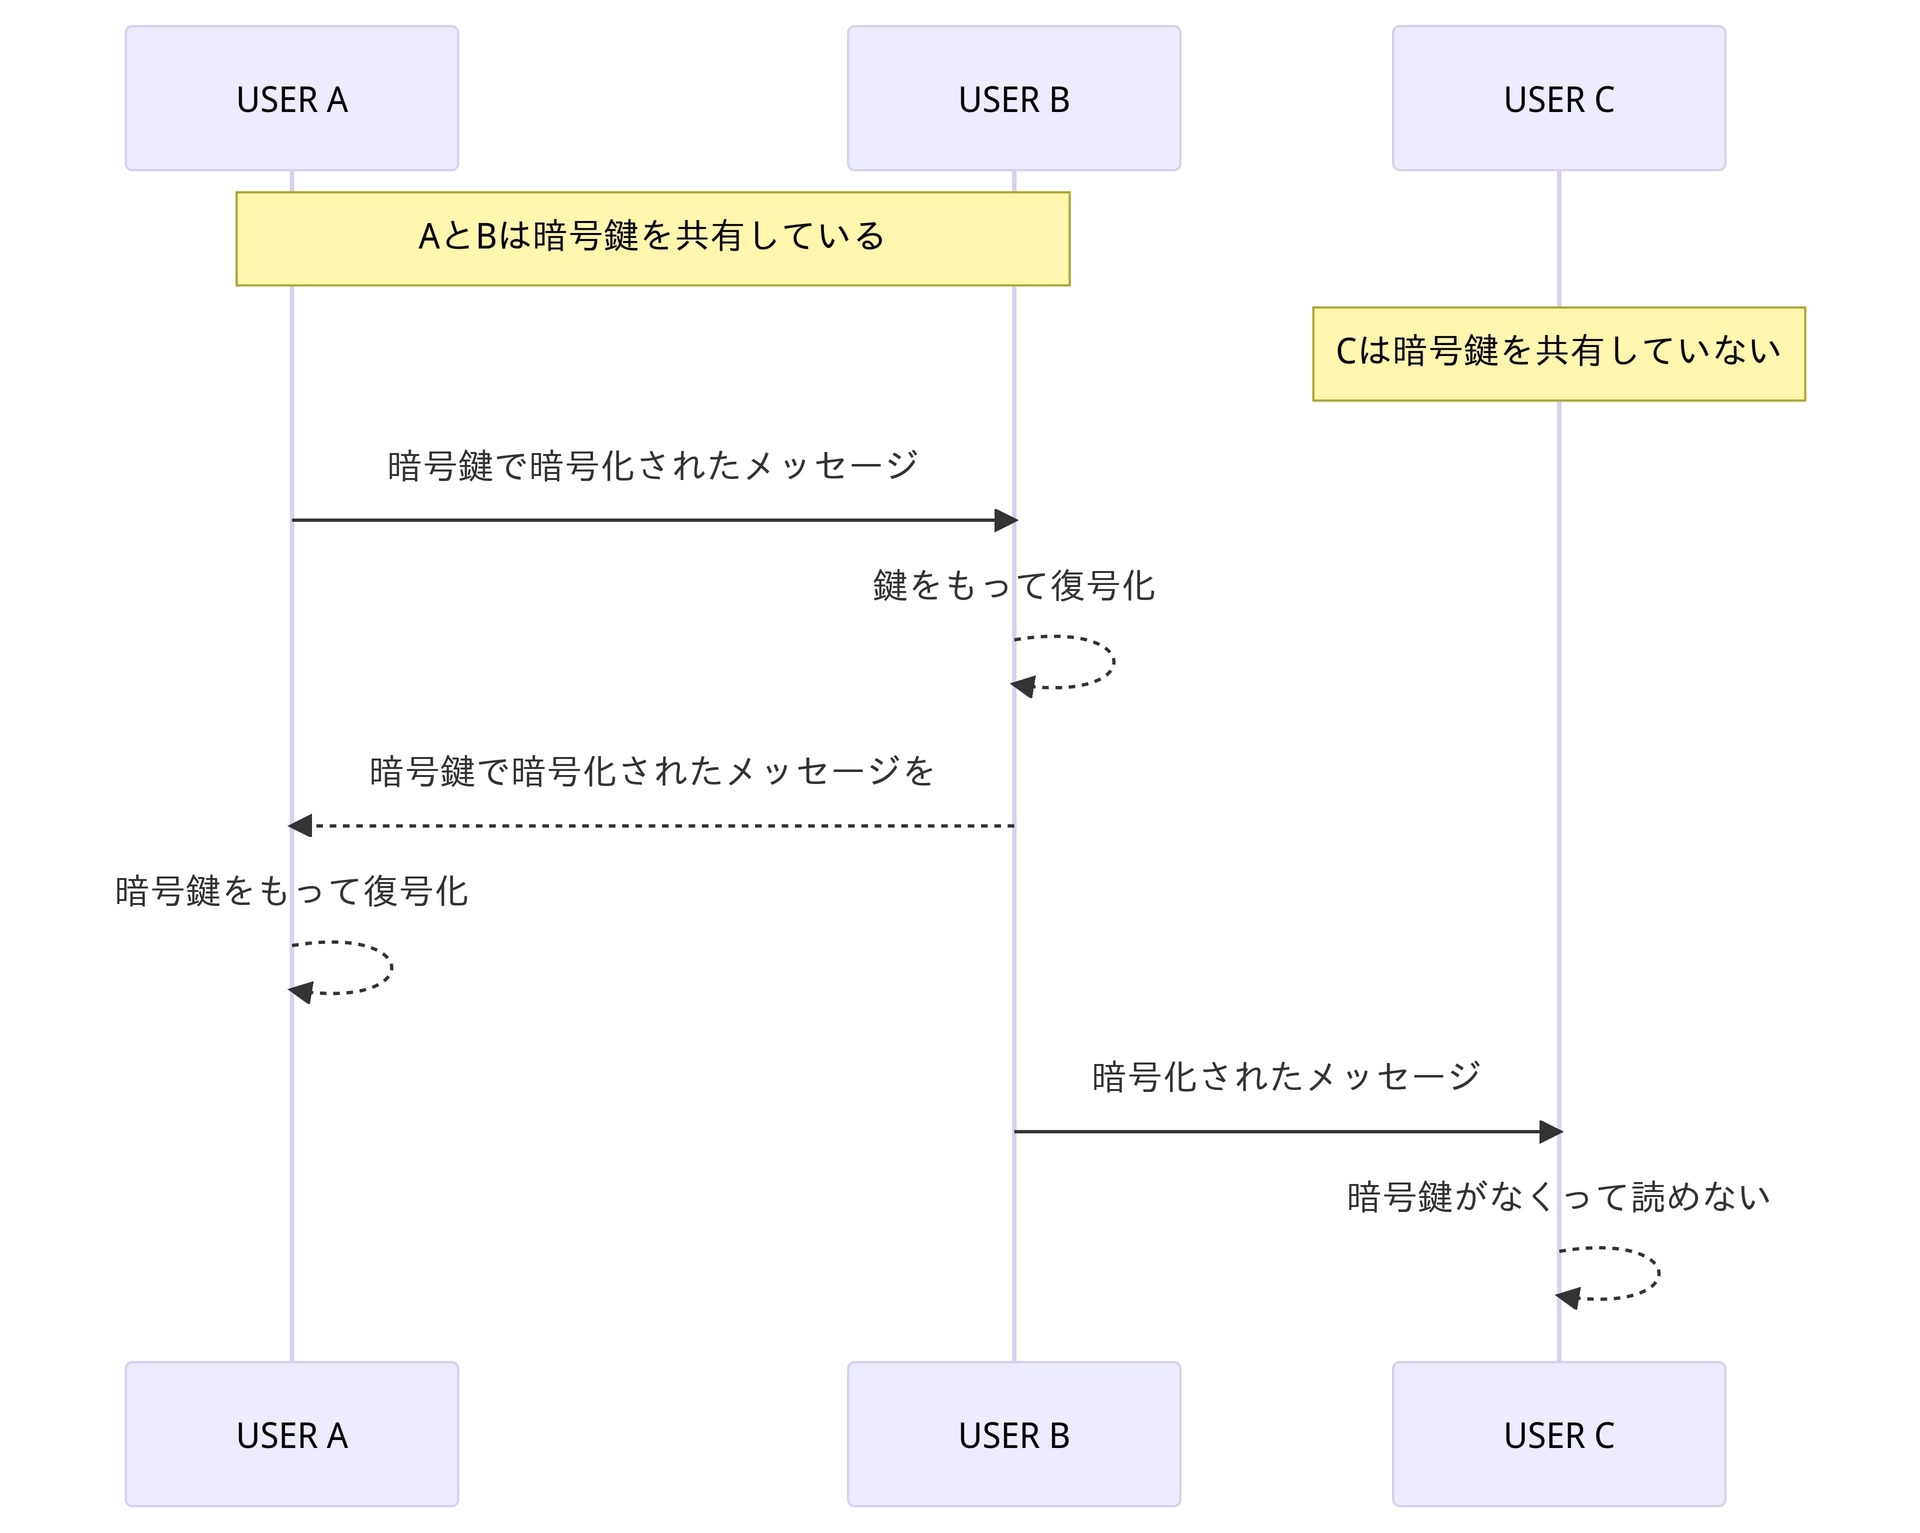 USER A
USER B
USER C
AとBは暗号鍵を共有している
Cは暗号鍵を共有していない
暗号鍵で暗号化されたメッセージ
鍵をもって復号化
暗号鍵で暗号化されたメッセージを
暗号鍵をもって復号化
暗号化されたメッセージ
暗号鍵がなくって読めない
USER A
USER B
USER C